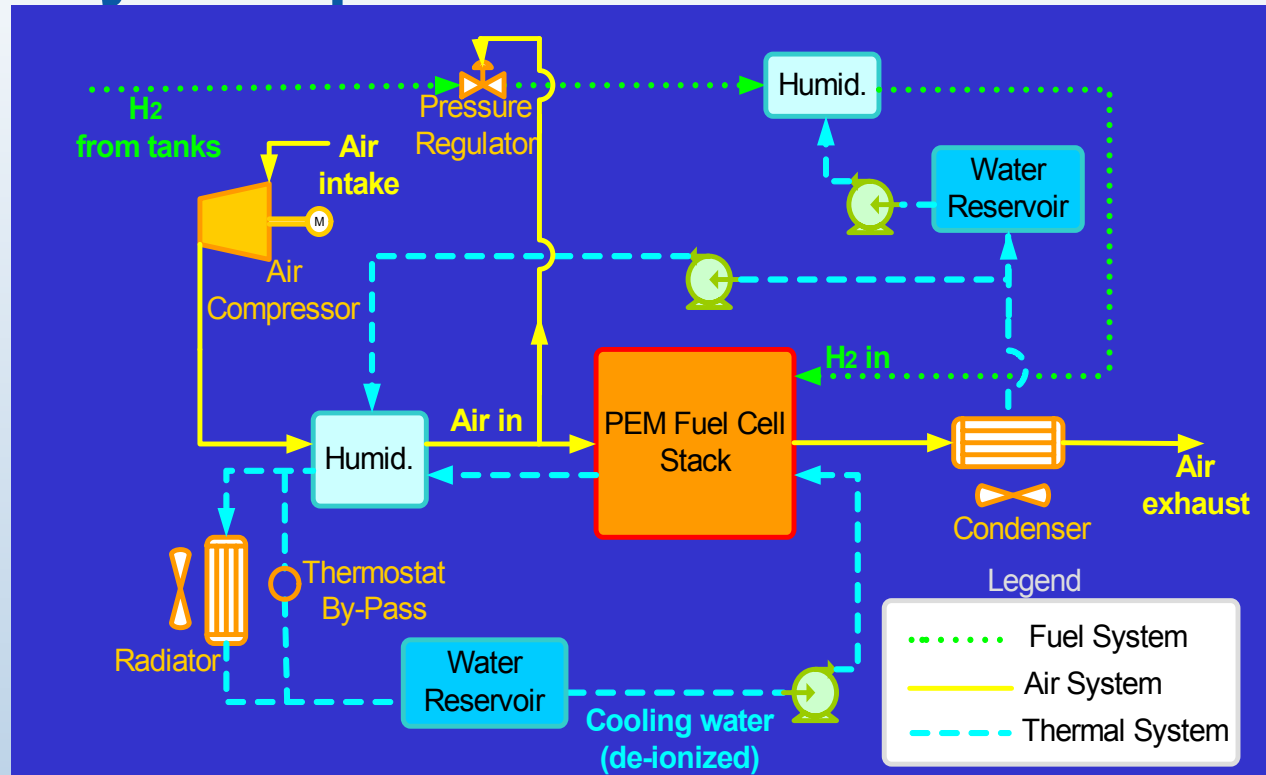 H2
from tanks
Pressure
Regulator
Humid.
Air
intake
M
Water
Reservoir
Air
Compressor
H2 in
Air in
PEM Fuel Cell
Stack
Humid.
Air
exhaust
Condenser
Thermostat
By-Pass
Radiator
Water
Reservoir
Cooling water
(de-ionized)
Legend
Fuel System
Air System
Thermal System